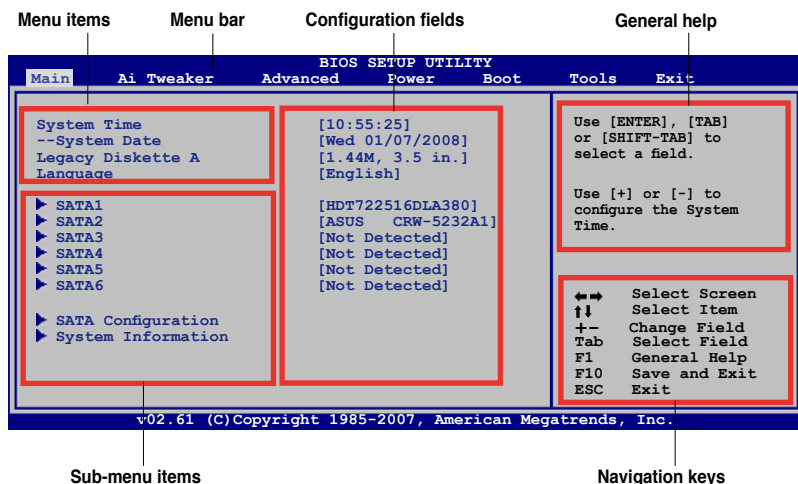 Menu items Menu bar Configuration fields General help
BIOS SETUP UTILITY
Main Ai Tweaker Advanced Power Boot Tools Exit
System Time [10:55:25]
--System Date [Wed 01/07/2008]
Legacy Diskette A [1.44M, 3.5 in.]
Language [English]
SATA1 [HDT722516DLA380]
SATA2 [ASUS CRW-5232A1]
SATA3 [Not Detected]
SATA4 [Not Detected]
SATA5 [Not Detected]
SATA6 [Not Detected]
SATA Configuration
System Information
Use [ENTER], [TAB]
or [SHIFT-TAB] to
select a field.
Use [+] or [-] to
configure the System
Time.
←→ Select Screen
↑↓ Select Item
+- Change Field
Tab Select Field
F1 General Help
F10 Save and Exit
ESC Exit
v02.61 (C)Copyright 1985-2007, American Megatrends, Inc.
Sub-menu items Navigation keys